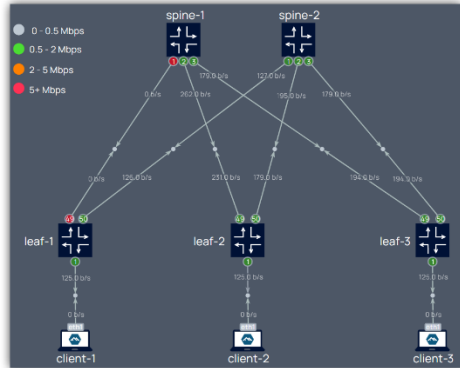 spine-1
spine-2
0 - 0.5 Mbps
0.5 - 2 Mbps
2 - 5 Mbps
5+ Mbps
1 2 3
1 2 3
179.0 b/s
127.0 b/s
0 b/s
262.0 b/s
195.0 b/s
179.0 b/s
0 b/s
126.0 b/s
231.0 b/s
179.0 b/s
194.0 b/s
194.0 b/s
49 50
49 50
49 50
leaf-1
leaf-2
leaf-3
1
1
1
125.0 b/s
125.0 b/s
125.0 b/s
0 b/s
0 b/s
0 b/s
eth1
eth1
eth1
client-1
client-2
client-3